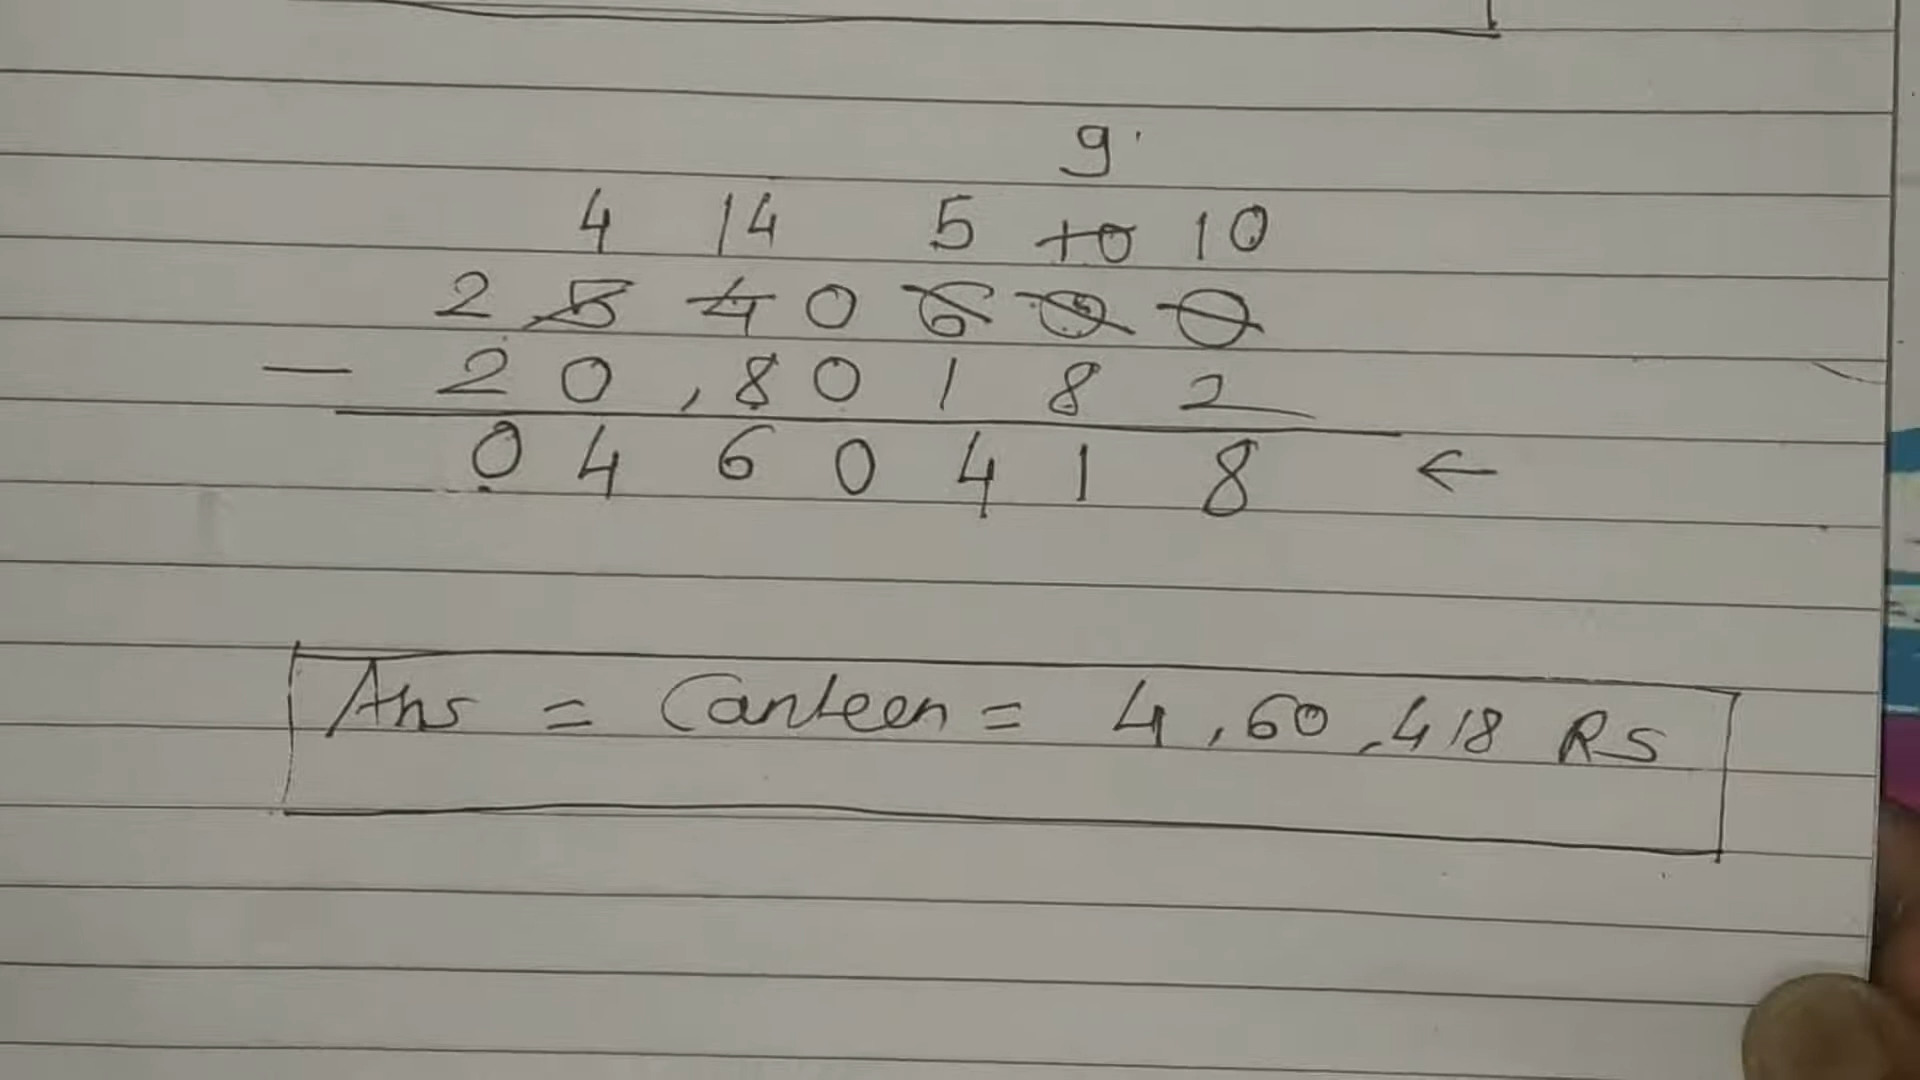 9
4 14 5 10 10
2 5 4 0 6 0 0
- 2 0 , 8 0 1 8 2
0 4 6 0 4 1 8 ←
Ans = Canteen = 4,60,418 RS